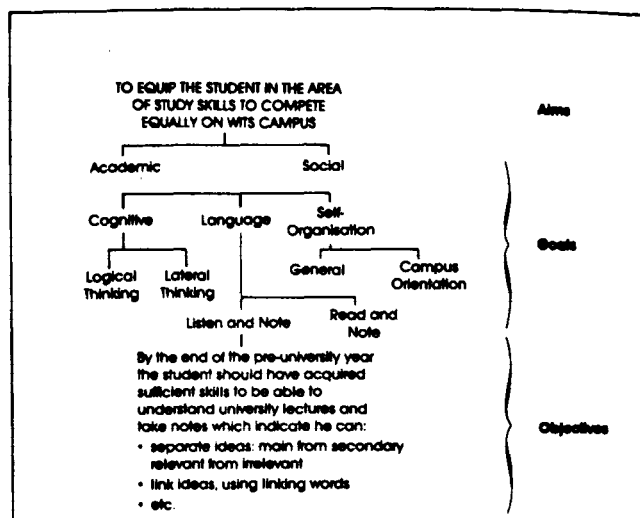 TO EQUIP THE STUDENT IN THE AREA
OF STUDY SKILLS TO COMPETE
EQUALLY ON WITS CAMPUS
Aims
Academic Social
Cognitive Language Self-
Organisation
Goals
General Campus
Orientation
Logical Lateral
Thinking Thinking
Listen and Note Read and
Note
By the end of the pre-university year
the student should have acquired
sufficient skills to be able to
understand university lectures and
take notes which indicate he can:
• separate ideas: main from secondary
relevant from irrelevant
• link ideas, using linking words
• etc.
Objectives